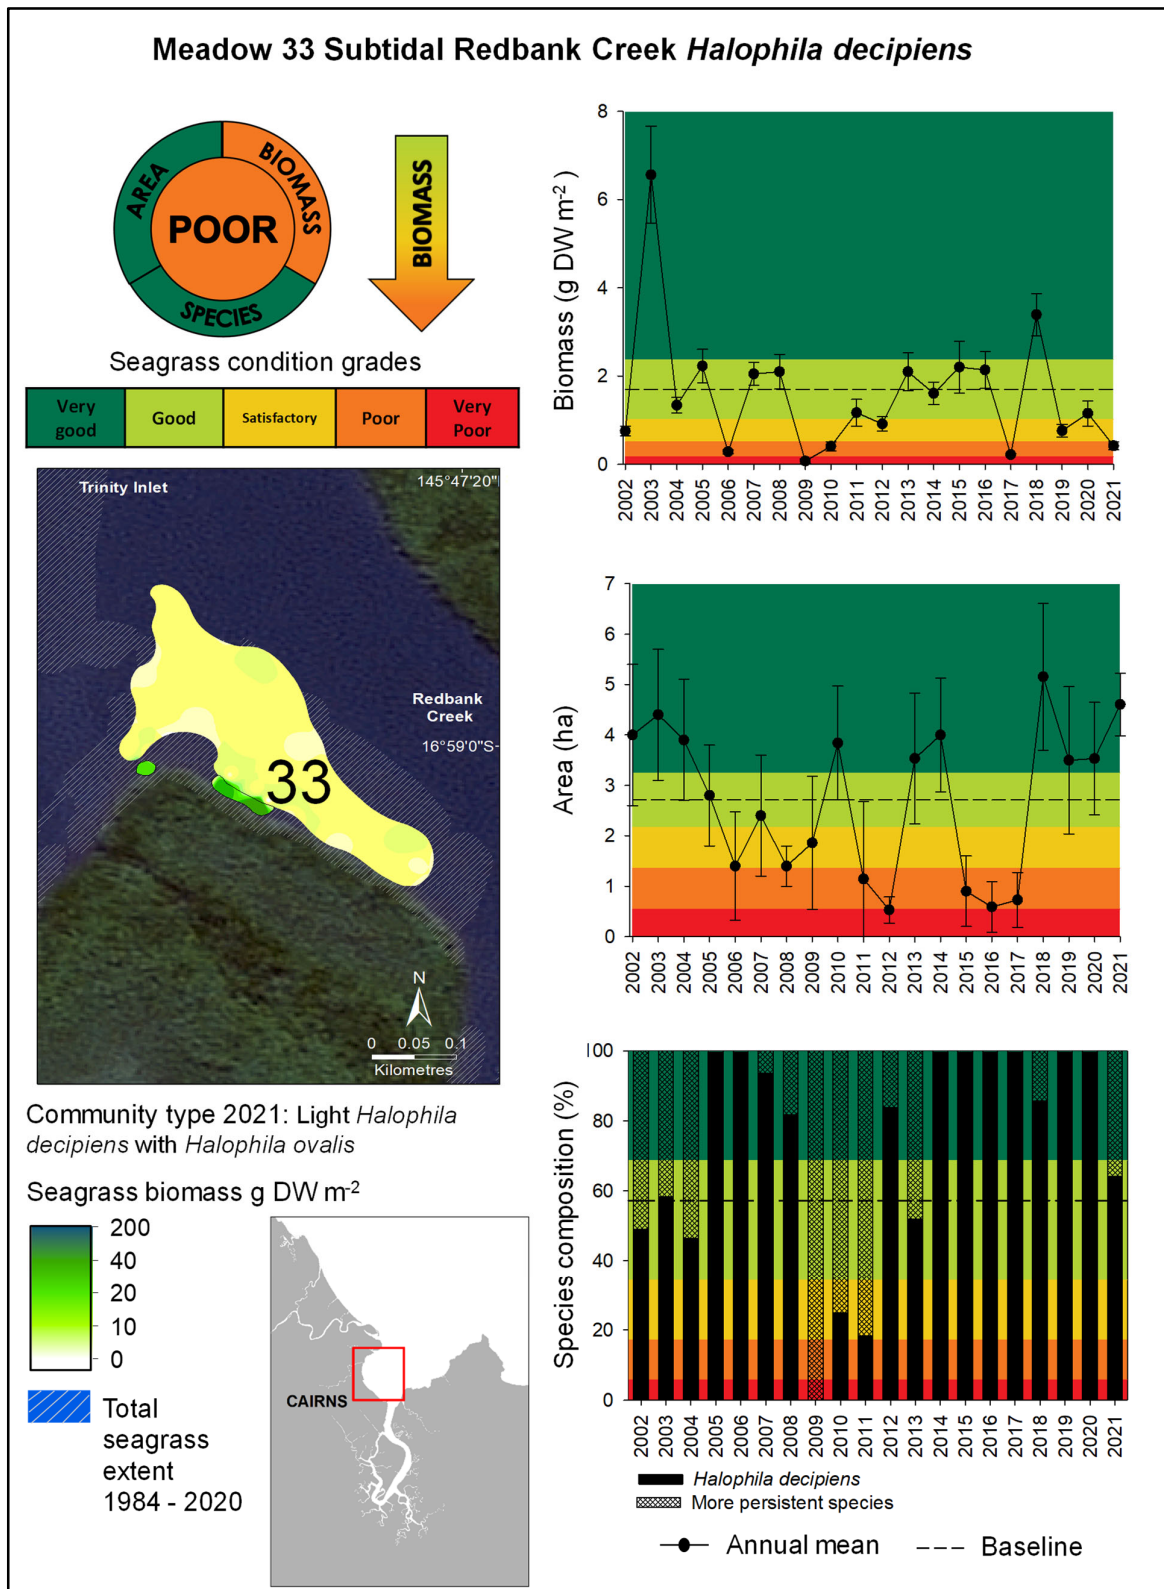 Meadow 33 Subtidal Redbank Creek Halophila decipiens
AREA
BIOMASS
POOR
SPECIES
BIOMASS
Seagrass condition grades
Very good
Good
Satisfactory
Poor
Very Poor
Trinity Inlet
145°47'20"
Redbank
Creek
16°59'0"S
33
N
0 0.05 0.1
Kilometres
Community type 2021: Light Halophila
decipiens with Halophila ovalis
Seagrass biomass g DW m-2
200
40
20
10
0
Total
seagrass
extent
1984 - 2020
CAIRNS
Biomass (g DW m-2 )
8
6
4
2
0
2002 2003 2004 2005 2006 2007 2008 2009 2010 2011 2012 2013 2014 2015 2016 2017 2018 2019 2020 2021
Area (ha)
7
6
5
4
3
2
1
0
2002 2003 2004 2005 2006 2007 2008 2009 2010 2011 2012 2013 2014 2015 2016 2017 2018 2019 2020 2021
Species composition (%)
100
80
60
40
20
0
2002 2003 2004 2005 2006 2007 2008 2009 2010 2011 2012 2013 2014 2015 2016 2017 2018 2019 2020 2021
Halophila decipiens
More persistent species
Annual mean
Baseline